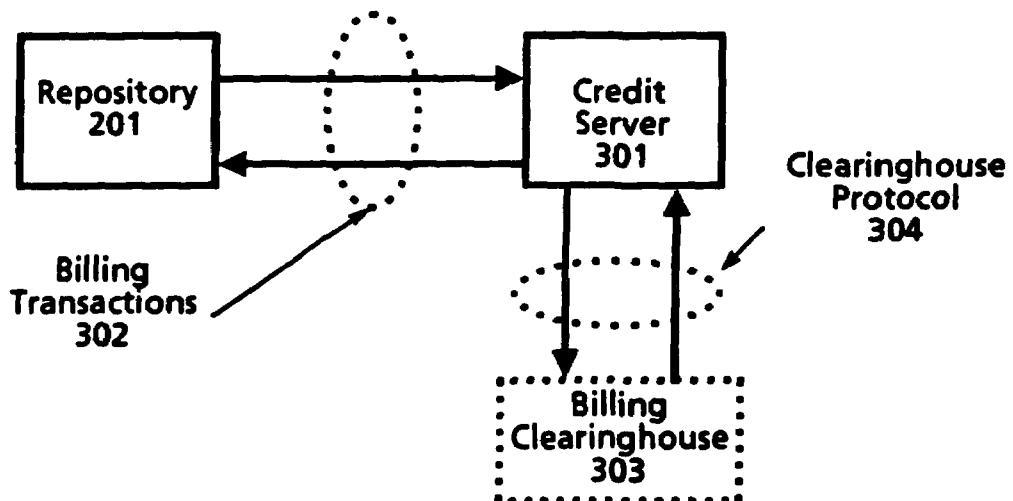 Repository
201
Credit
Server
301
Clearinghouse
Protocol
304
Billing
Transactions
302
Billing
Clearinghouse
303